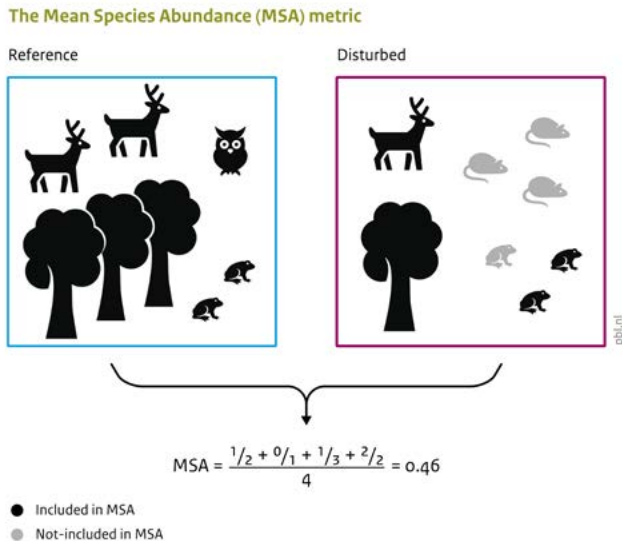 The Mean Species Abundance (MSA) metric
Reference
Disturbed
pbl.nl
MSA = (1/2 + 0/1 + 1/3 + 2/2) / 4 = 0.46
Included in MSA
Not-included in MSA